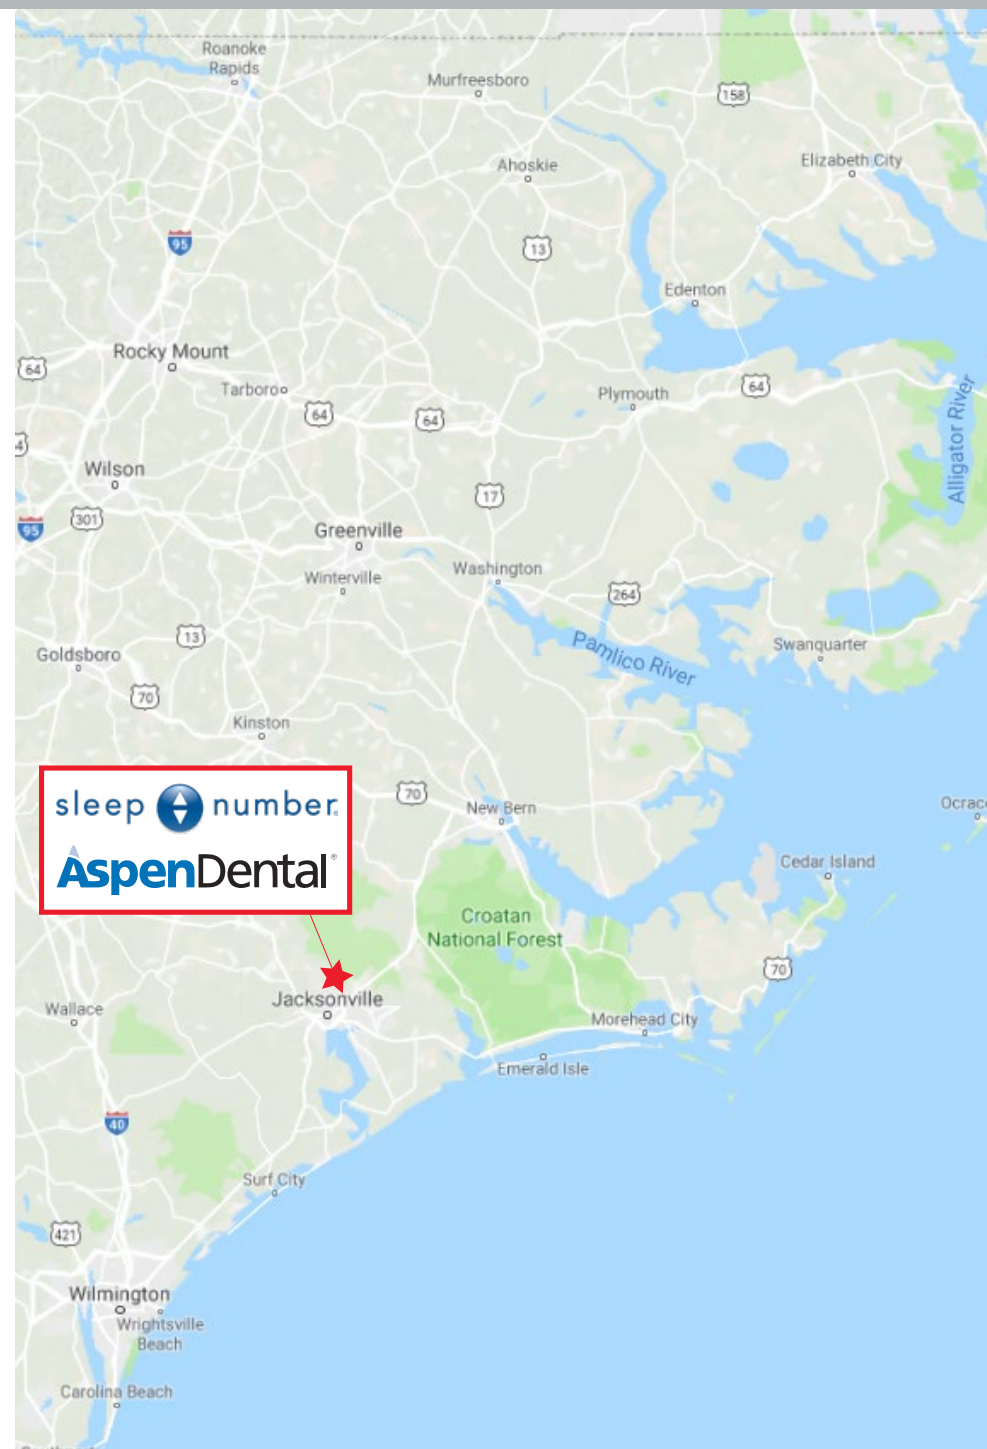 Roanoke
Rapids
Murfreesboro
158
Ahoskie
Elizabeth City
95
13
Edenton
Rocky Mount
64
Tarboro
64
64
Plymouth
64
Alligator River
Wilson
17
301
95
Greenville
Washington
Winterville
264
13
Pamlico River
Swanquarter
Goldsboro
70
Kinston
sleep number®
70
New Bern
AspenDental®
Cedar Island
Croatan
National Forest
70
Jacksonville
Wallace
Morehead City
Emerald Isle
40
Surf City
421
Wilmington
Wrightsville
Beach
Carolina Beach